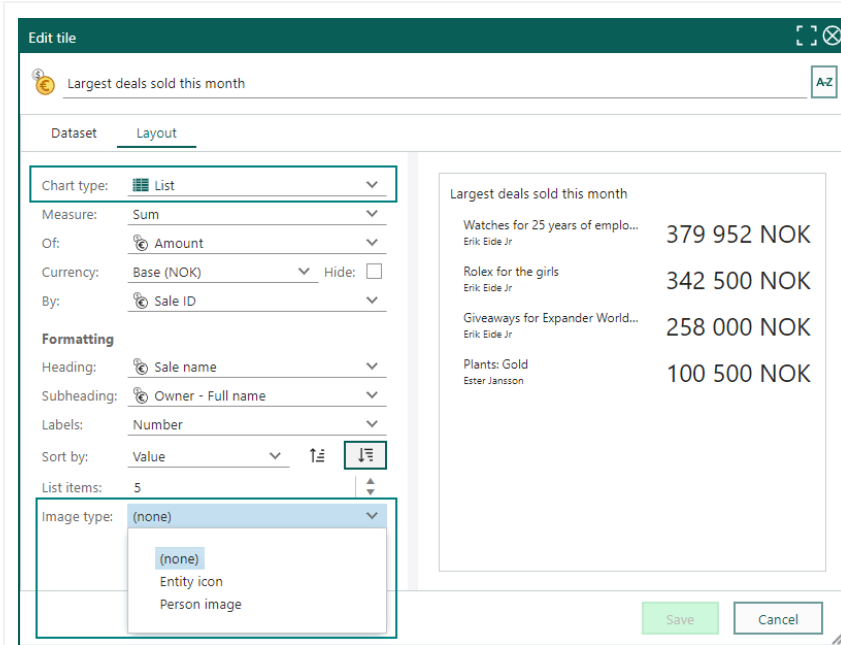 Edit tile
Largest deals sold this month
A-Z
Dataset Layout
Chart type: List
Measure: Sum
Of: Amount
Currency: Base (NOK) Hide:
By: Sale ID
Formatting
Heading: Sale name
Subheading: Owner - Full name
Labels: Number
Sort by: Value
List items: 5
Image type: (none)
(none)
Entity icon
Person image
Largest deals sold this month
Watches for 25 years of emplo... 379 952 NOK
Erik Eide Jr
Rolex for the girls 342 500 NOK
Erik Eide Jr
Giveaways for Expander World... 258 000 NOK
Erik Eide Jr
Plants: Gold 100 500 NOK
Ester Jansson
Save Cancel